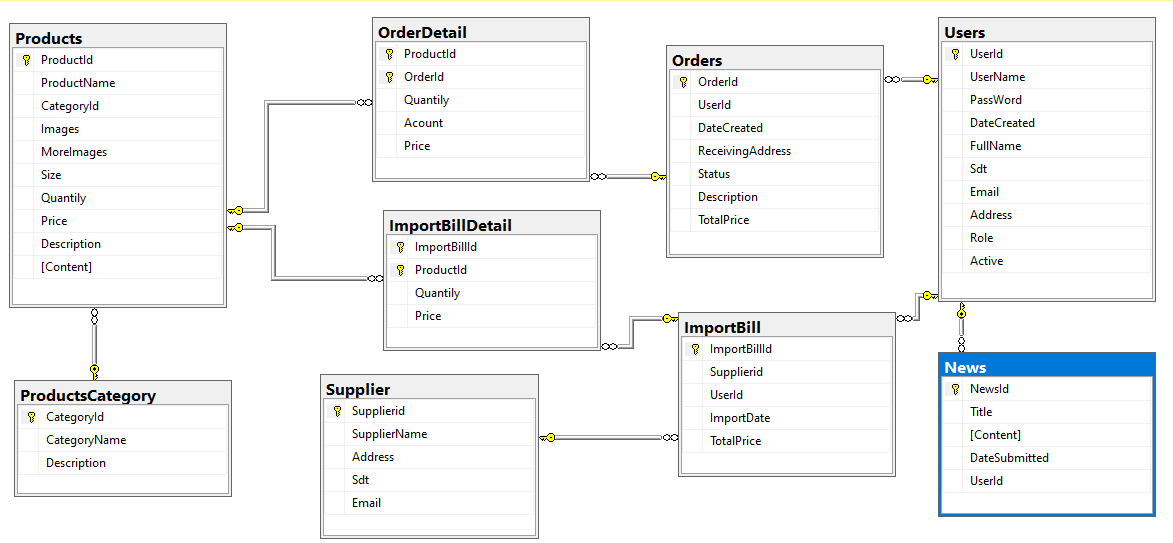 Products
ProductId
ProductName
CategoryId
Images
MoreImages
Size
Quantily
Price
Description
[Content]
OrderDetail
ProductId
OrderId
Quantily
Acount
Price
Orders
OrderId
UserId
DateCreated
ReceivingAddress
Status
Description
TotalPrice
Users
UserId
UserName
PassWord
DateCreated
FullName
Sdt
Email
Address
Role
Active
ImportBillDetail
ImportBillId
ProductId
Quantily
Price
ImportBill
ImportBillId
Supplierid
UserId
ImportDate
TotalPrice
News
NewsId
Title
[Content]
DateSubmitted
UserId
ProductsCategory
CategoryId
CategoryName
Description
Supplier
Supplierid
SupplierName
Address
Sdt
Email